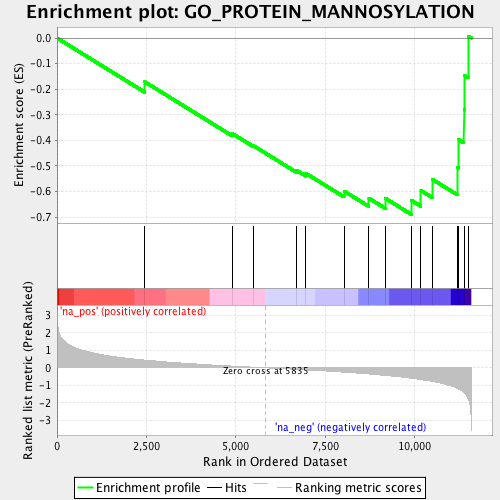 Enrichment plot: GO_PROTEIN_MANNOSYLATION
Enrichment score (ES)
0.0
-0.1
-0.2
-0.3
-0.4
-0.5
-0.6
-0.7
'na_pos' (positively correlated)
Ranked list metric (PreRanked)
3
2
1
0
-1
-2
-3
Zero cross at 5835
'na_neg' (negatively correlated)
0
2,500
5,000
7,500
10,000
Rank in Ordered Dataset
Enrichment profile
Hits
Ranking metric scores